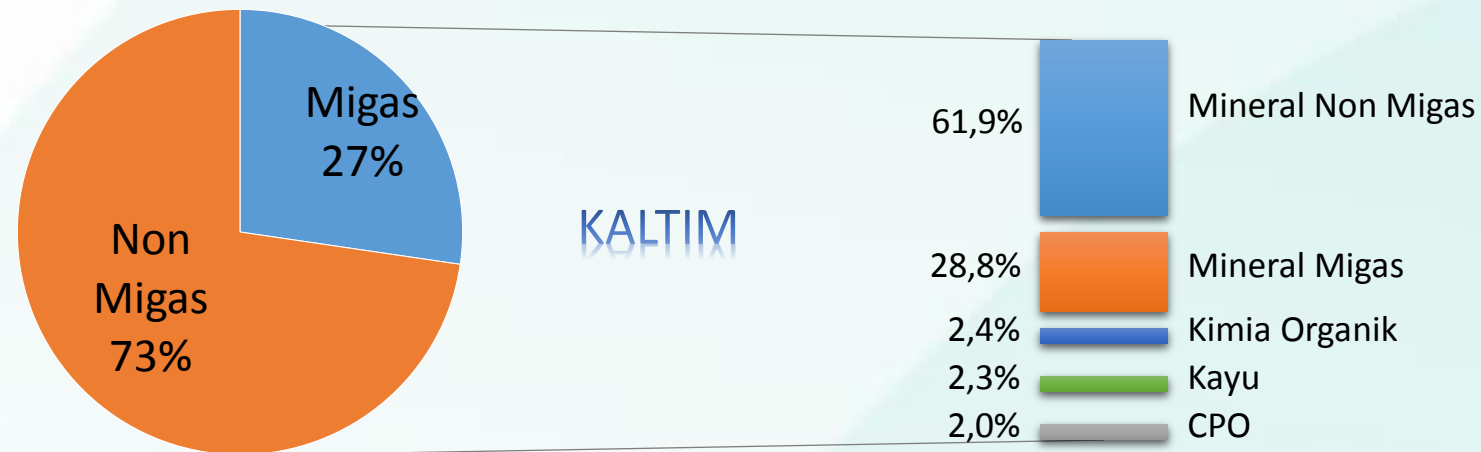 Migas
27%
Non
Migas
73%
KALTIM
61,9%
Mineral Non Migas
28,8%
Mineral Migas
2,4%
Kimia Organik
2,3%
Kayu
2,0%
CPO